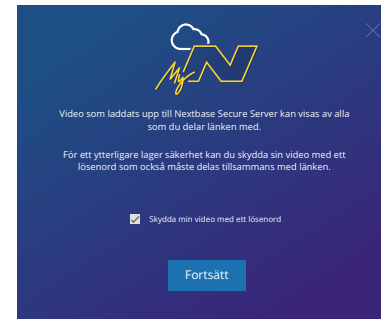 My N
Video som laddats upp till Nextbase Secure Server kan visas av alla
som du delar länken med.
För ett ytterligare lager säkerhet kan du skydda sin video med ett
lösenord som också måste delas tillsammans med länken.
Skydda min video med ett lösenord
Fortsätt